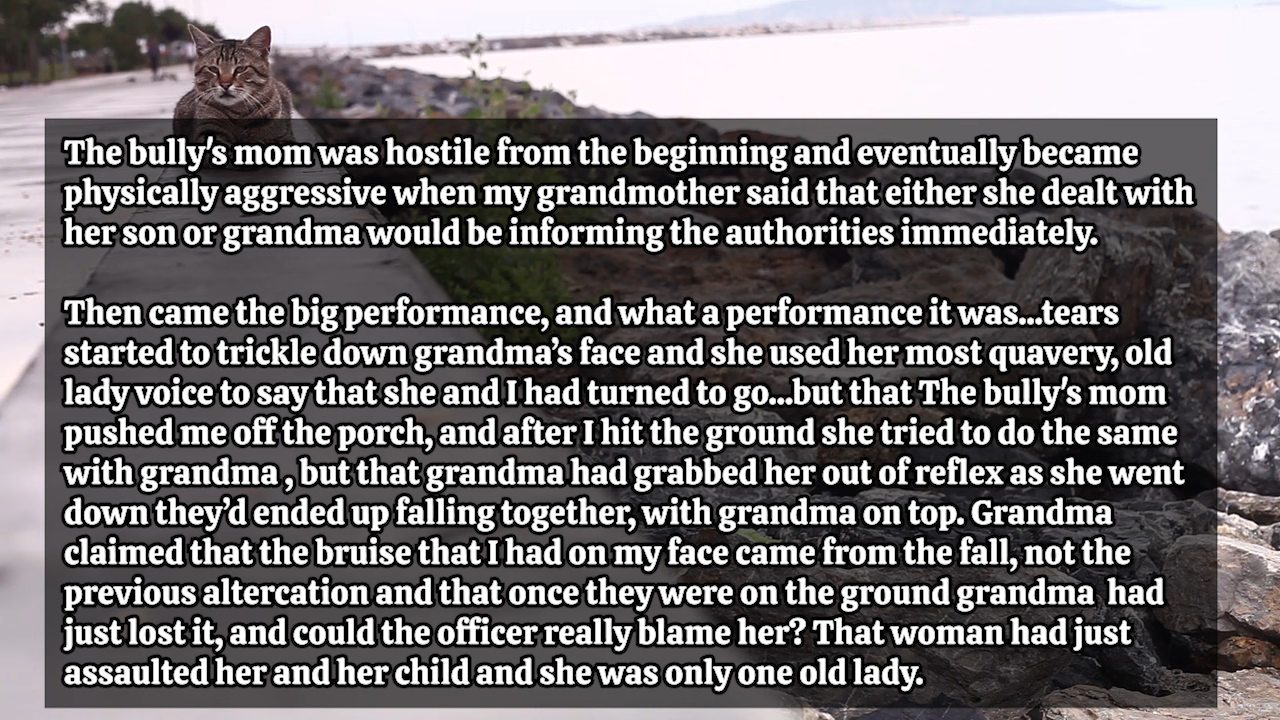 The bully's mom was hostile from the beginning and eventually became
physically aggressive when my grandmother said that either she dealt with
her son or grandma would be informing the authorities immediately.
Then came the big performance, and what a performance it was...tears
started to trickle down grandma’s face and she used her most quavery, old
lady voice to say that she and I had turned to go...but that The bully's mom
pushed me off the porch, and after I hit the ground she tried to do the same
with grandma , but that grandma had grabbed her out of reflex as she went
down they’d ended up falling together, with grandma on top. Grandma
claimed that the bruise that I had on my face came from the fall, not the
previous altercation and that once they were on the ground grandma  had
just lost it, and could the officer really blame her? That woman had just
assaulted her and her child and she was only one old lady.